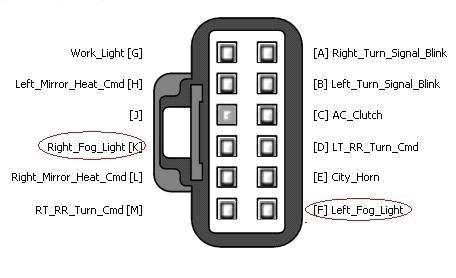 Work_Light [G]
[A] Right_Turn_Signal_Blink
Left_Mirror_Heat_Cmd [H]
[B] Left_Turn_Signal_Blink
[J]
[C] AC_Clutch
Right_Fog_Light [K]
[D] LT_RR_Turn_Cmd
Right_Mirror_Heat_Cmd [L]
[E] City_Horn
RT_RR_Turn_Cmd [M]
[F] Left_Fog_Light